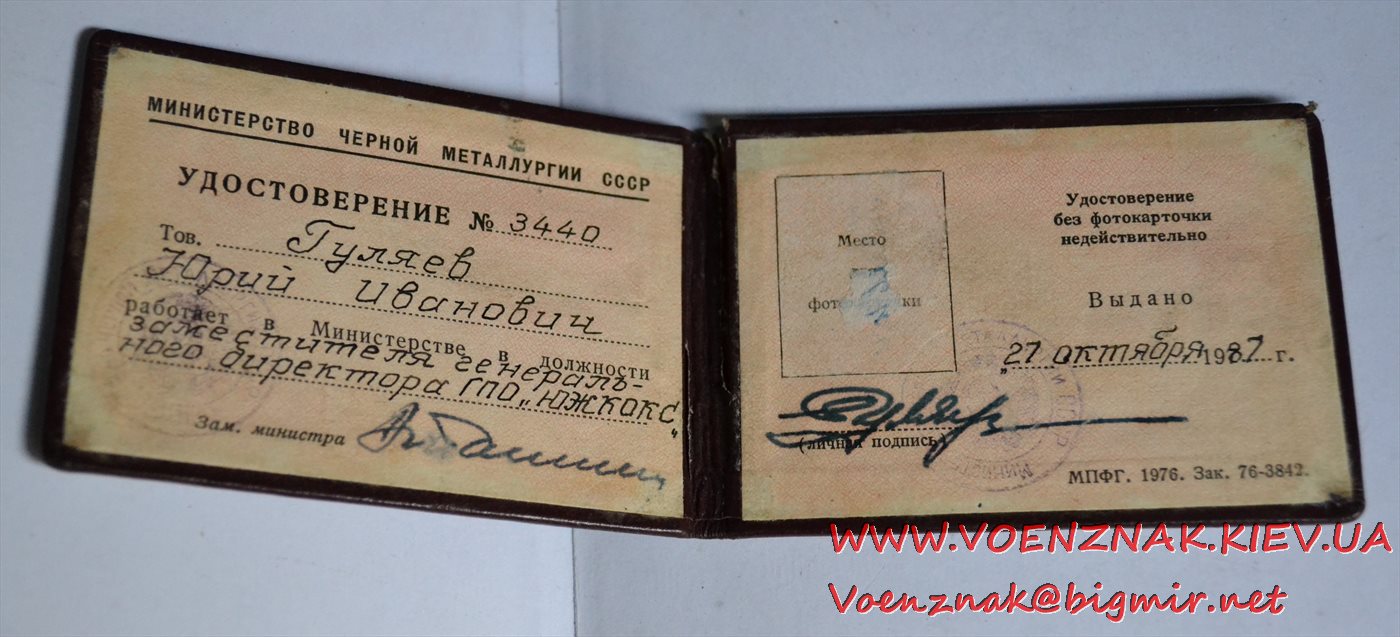 МИНИСТЕРСТВО ЧЕРНОЙ МЕТАЛЛУРГИИ СССР
УДОСТОВЕРЕНИЕ № 3440
Тов. Гуляев
Юрий Иванович
работает в Министерстве в должности
заместителя генераль-
ного директора ГПО „Южкокс„
Зам. министра
Удостоверение
без фотокарточки
недействительно
Место
Выдано
„27 октября 1987 г.
(личная подпись)
МПФГ. 1976. Зак. 76-3842.
WWW.VOENZNAK.KIEV.UA
Voenznak@bigmir.net